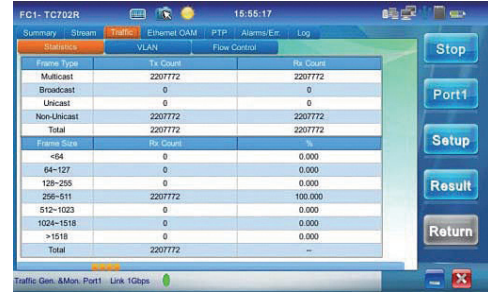 FC1- TC702R 15:55:17
Summary Stream Traffic Ethernet OAM PTP Alarms/Err. Log
Statistics VLAN Flow Control
Frame Type Tx Count Rx Count
Multicast 2207772 2207772
Broadcast 0 0
Unicast 0 0
Non-Unicast 2207772 2207772
Total 2207772 2207772
Frame Size Rx Count %
<64 0 0.000
64~127 0 0.000
128~255 0 0.000
256~511 2207772 100.000
512~1023 0 0.000
1024~1518 0 0.000
>1518 0 0.000
Total 2207772 --
Stop
Port1
Setup
Result
Return
Traffic Gen. &Mon. Port1 Link 1Gbps